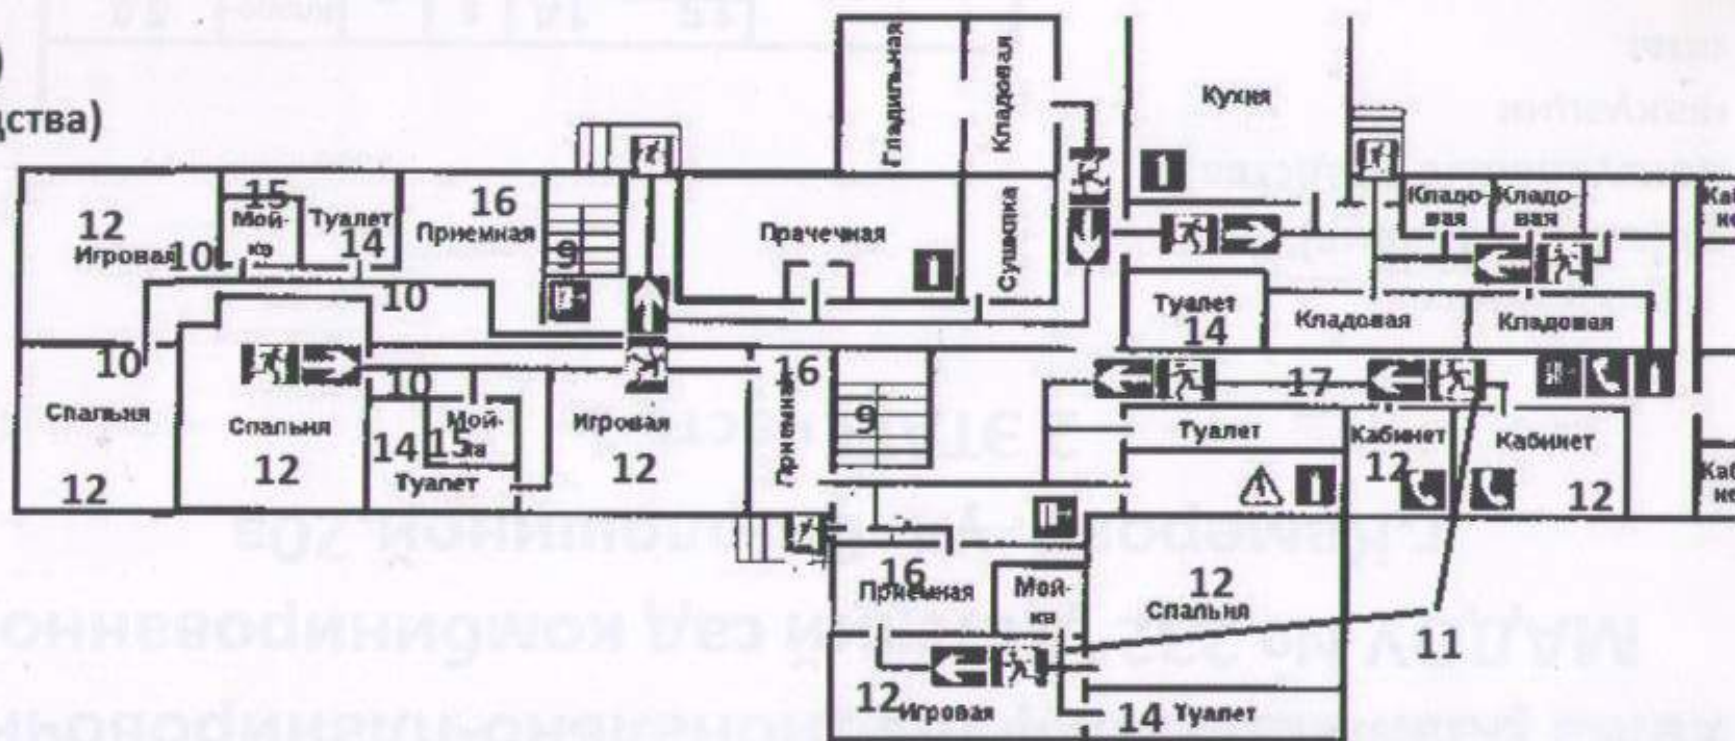 дства)
Гладильная
Кладовая
Кухня
12
Игровая
10
15
Мой-
ка
Туалет
14
16
Приемная
9
Прачечная
Сушилка
Кладо-
вая
Кладо-
вая
10
Туалет
14
Кладовая
Кладовая
10
Спальня
12
Спальня
12
10
14
15
Мой-
ка
Туалет
Игровая
12
16
Приемная
9
17
Туалет
Кабинет
12
Кабинет
12
16
Приемная
Мой-
ка
12
Спальня
11
12
Игровая
14
Туалет